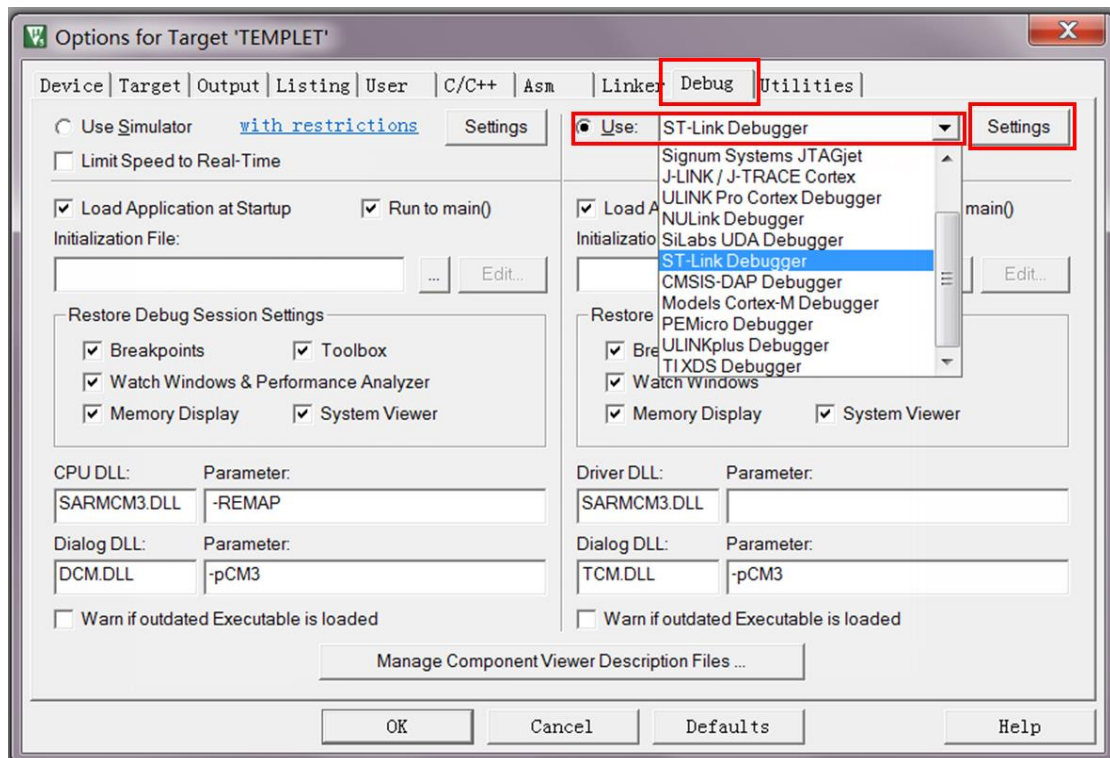 Options for Target 'TEMPLET'
Device Target Output Listing User C/C++ Asm Linker Debug Utilities
Use Simulator with restrictions Settings
Limit Speed to Real-Time
Load Application at Startup Run to main()
Initialization File:
... Edit...
Restore Debug Session Settings
Breakpoints Toolbox
Watch Windows & Performance Analyzer
Memory Display System Viewer
CPU DLL: Parameter:
SARMCM3.DLL -REMAP
Dialog DLL: Parameter:
DCM.DLL -pCM3
Warn if outdated Executable is loaded
Use: ST-Link Debugger Settings
Signum Systems JTAGjet
J-LINK / J-TRACE Cortex
ULINK Pro Cortex Debugger
NULink Debugger
SiLabs UDA Debugger
ST-Link Debugger
CMSIS-DAP Debugger
Models Cortex-M Debugger
PEMicro Debugger
ULINKplus Debugger
TI XDS Debugger
Load A main()
Initializatio
Edit...
Restore
Bre
Watch Windows
Memory Display System Viewer
Driver DLL: Parameter:
SARMCM3.DLL
Dialog DLL: Parameter:
TCM.DLL -pCM3
Warn if outdated Executable is loaded
Manage Component Viewer Description Files ...
OK Cancel Defaults Help